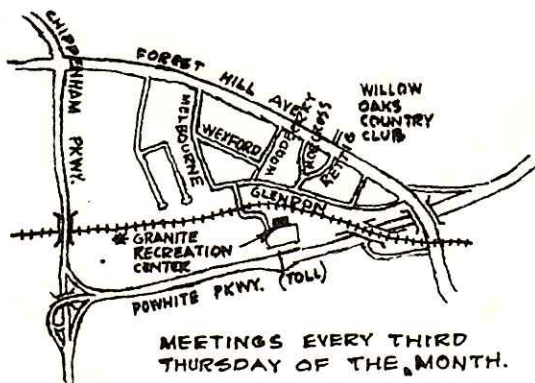 CHIPPENHAM PKWY.
FORREST HILL AVE
MELBOURNE
WEXFORD
GLENDON
WILLOW
OAKS
COUNTRY
CLUB
* GRANITE
RECREATION
CENTER
POWHITE PKWY. (TOLL)
MEETINGS EVERY THIRD
THURSDAY OF THE MONTH.